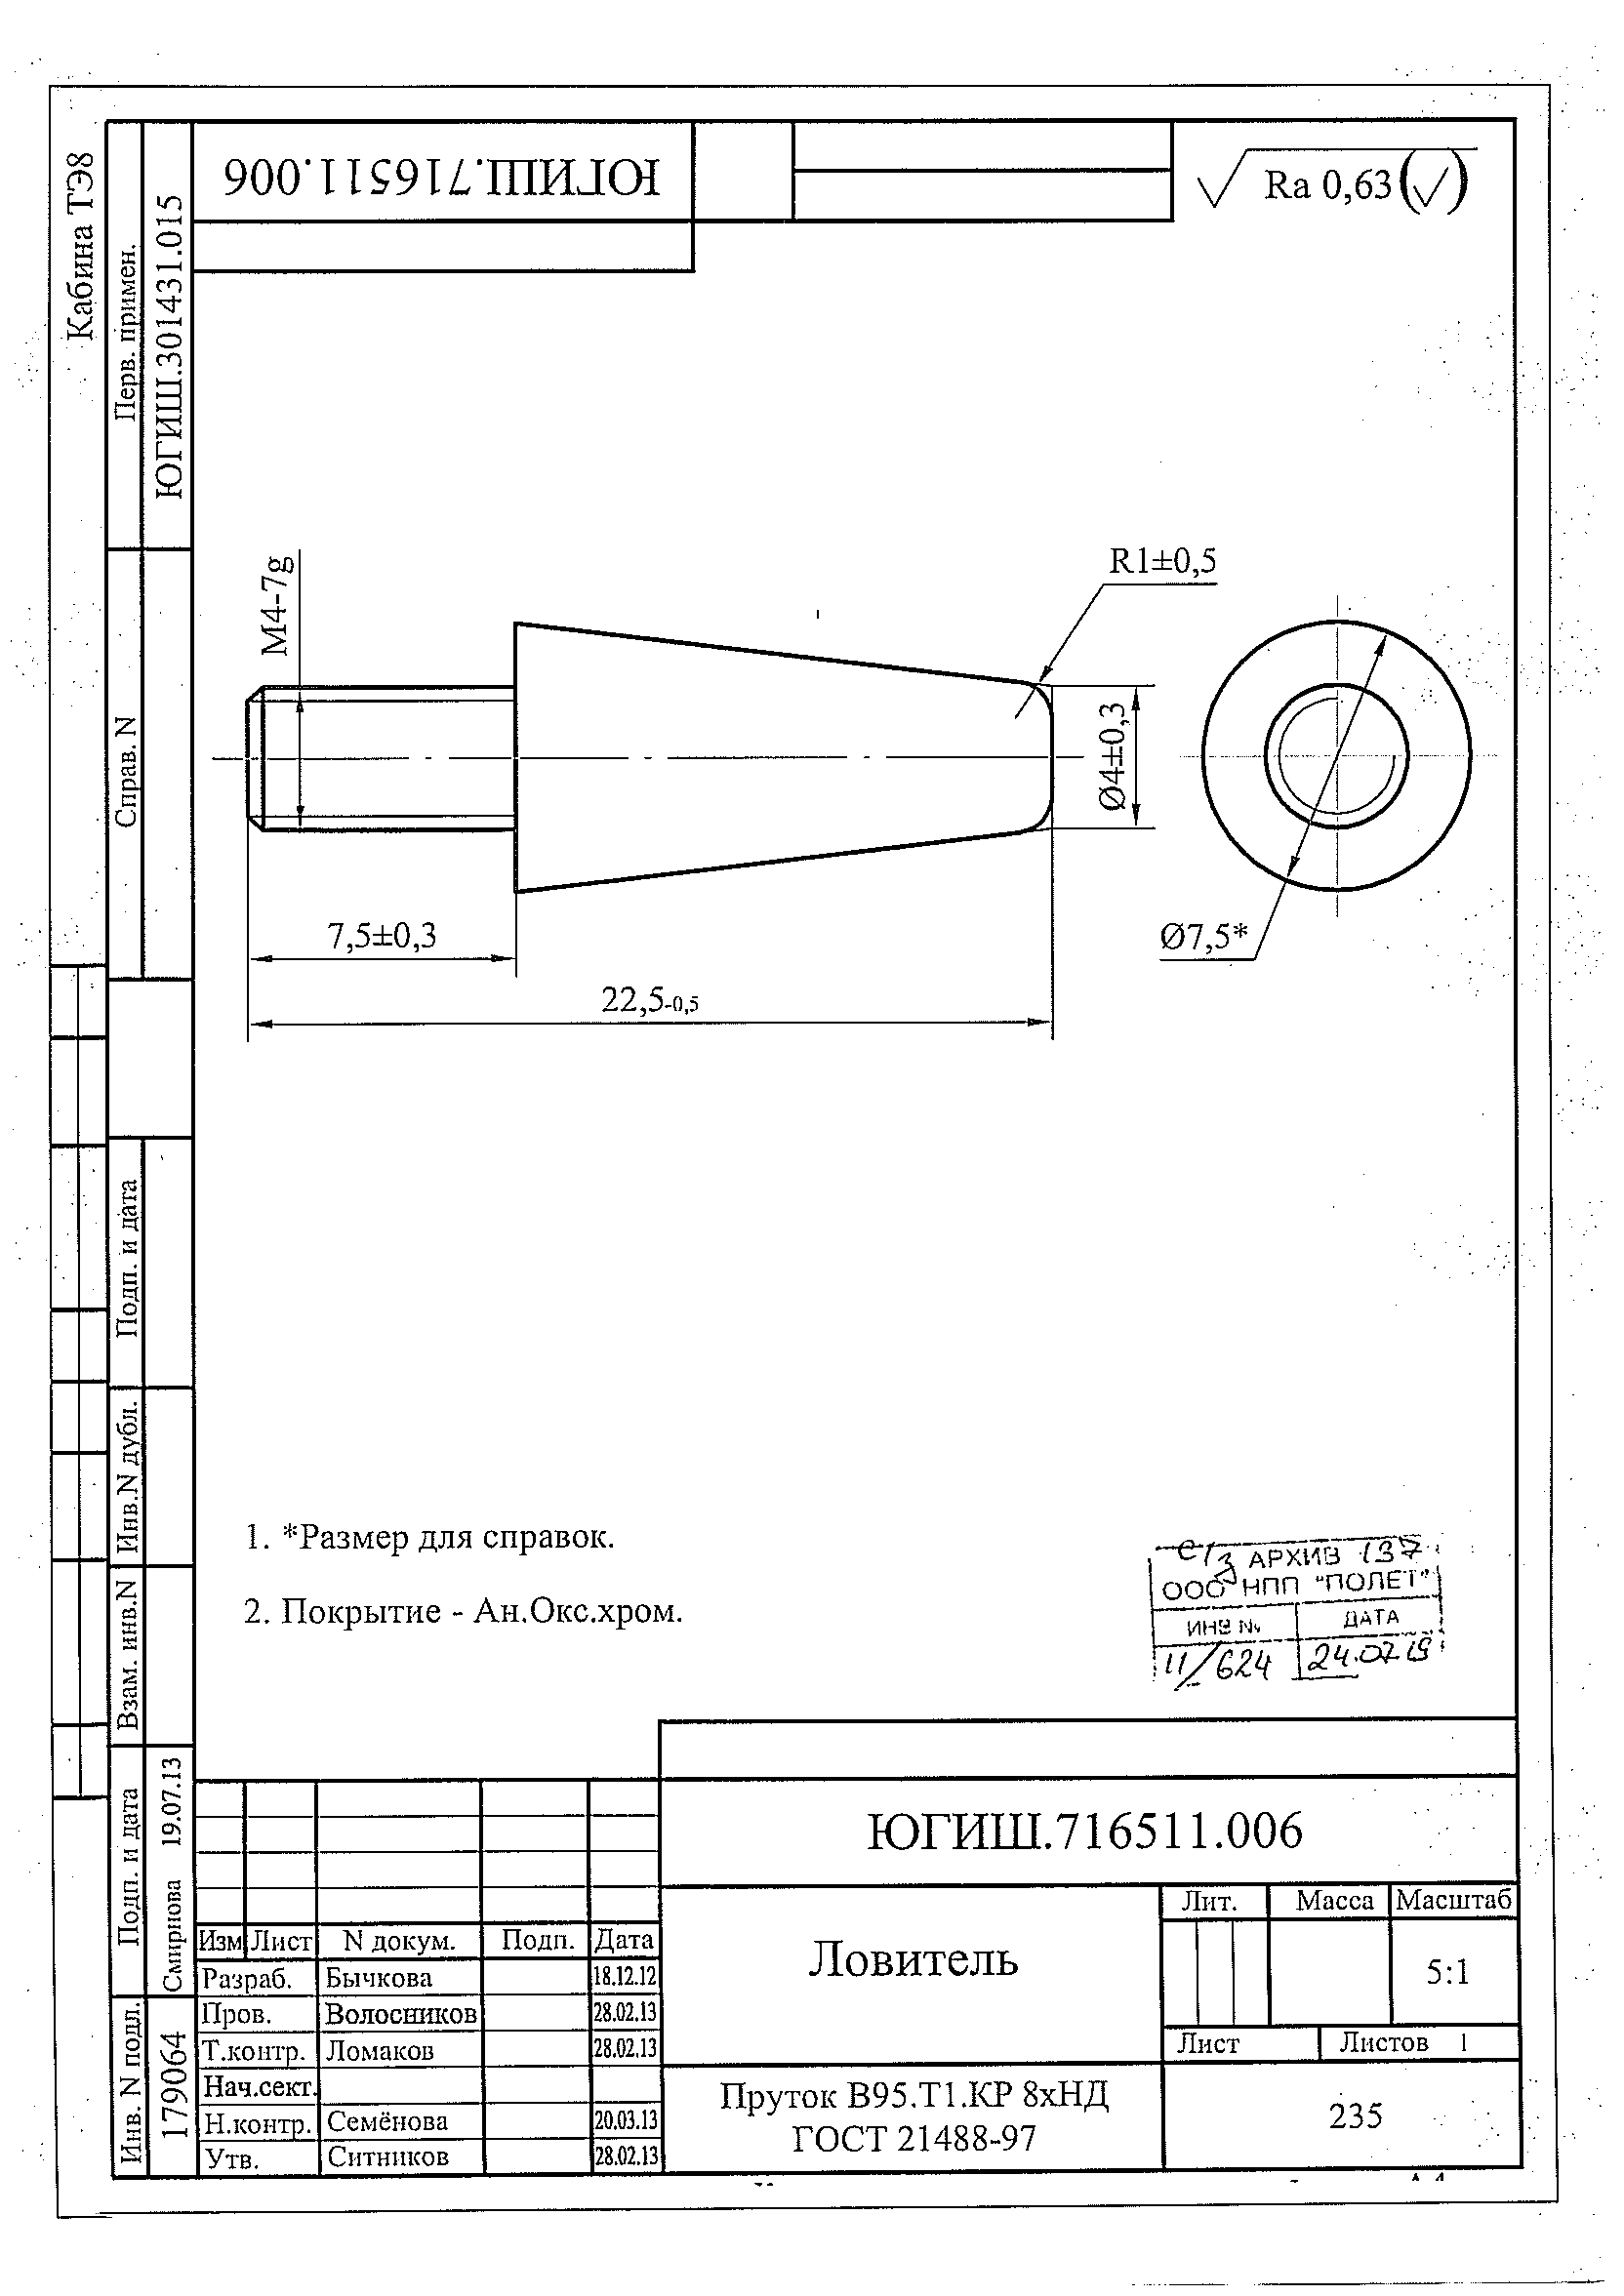 Кабина ТЭ8
Перв. примен.
ЮГИШ.301431.015
Справ. N
Подп. и дата
Инв.N дубл.
Взам. инв.N
Подп. и дата
Смирнова 19.07.13
Инв. N подл.
179064
ЮГИШ.716511.006
Ra 0,63 (√)
M4-7g
R1±0,5
Ø4±0,3
Ø7,5*
7,5±0,3
22,5-0,5
1. *Размер для справок.
2. Покрытие - Ан.Окс.хром.
АРХИВ 137
ООО НПП "ПОЛЕТ"
ИНВ № ДАТА
11/624 24.07.19
ЮГИШ.716511.006
Изм Лист N докум. Подп. Дата
Разраб. Бычкова 18.12.12
Пров. Волосников 28.02.13
Т.контр. Ломаков 28.02.13
Нач.сект.
Н.контр. Семёнова 20.03.13
Утв. Ситников 28.02.13
Ловитель
Лит. Масса Масштаб
5:1
Лист Листов 1
Пруток В95.Т1.КР 8хНД
ГОСТ 21488-97
235